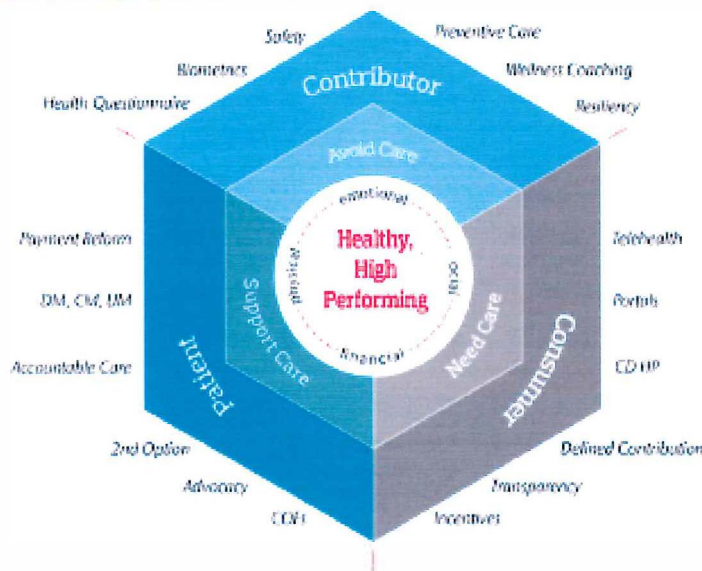 Safety
Biometrics
Health Questionnaire
Preventive Care
Wellness Coaching
Resiliency
Contributor
Avoid Care
emotional
Healthy,
High
Performing
physical
social
financial
Support Care
Need Care
Patient
Consumer
Payment Reform
DM, CM, UM
Accountable Care
2nd Option
Advocacy
COEs
Telehealth
Portals
CDHP
Defined Contribution
Transparency
Incentives